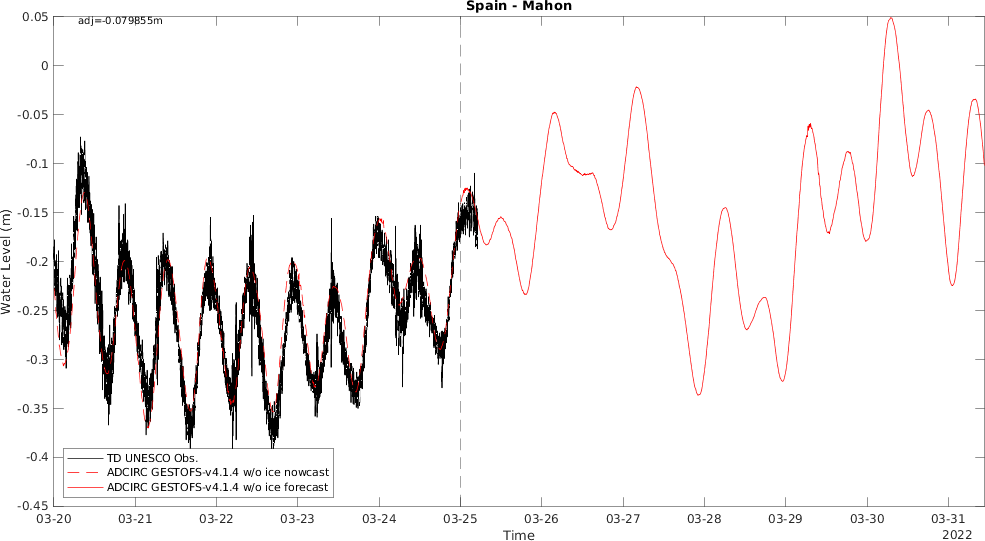 Spain - Mahon
adj=-0.079855m
0.05
0
-0.05
-0.1
-0.15
-0.2
-0.25
-0.3
-0.35
-0.4
-0.45
Water Level (m)
TD UNESCO Obs.
ADCIRC GESTOFS-v4.1.4 w/o ice nowcast
ADCIRC GESTOFS-v4.1.4 w/o ice forecast
03-20 03-21 03-22 03-23 03-24 03-25 03-26 03-27 03-28 03-29 03-30 03-31
Time
2022